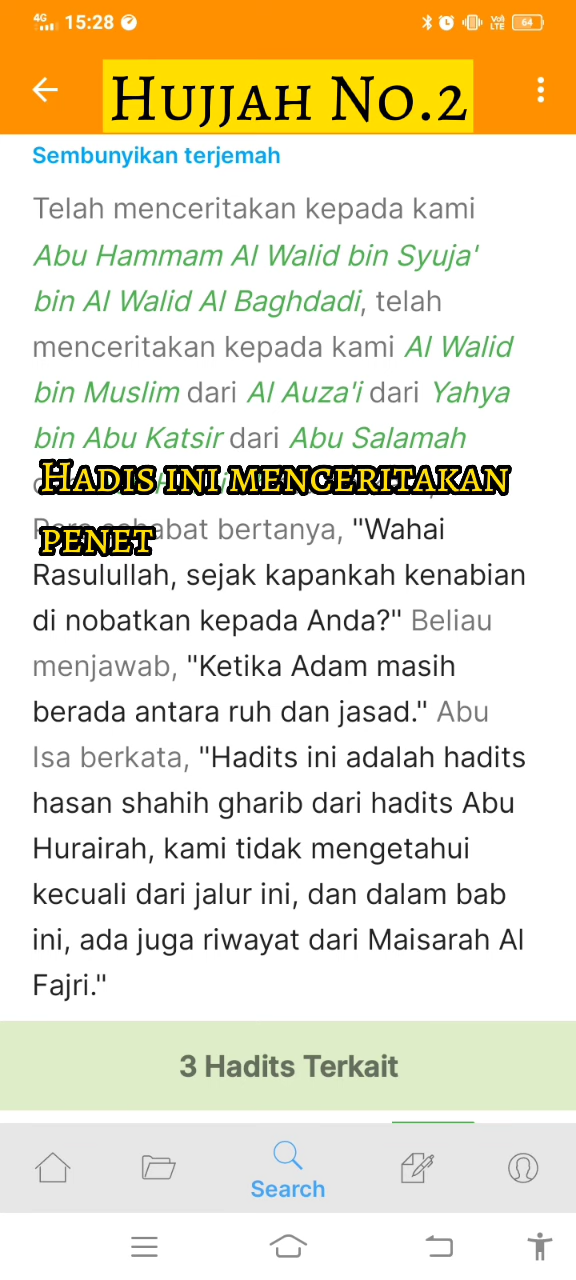 4G 15:28 Vo) LTE 64
Hujjah No.2
Sembunyikan terjemah
Telah menceritakan kepada kami
Abu Hammam Al Walid bin Syuja'
bin Al Walid Al Baghdadi, telah
menceritakan kepada kami Al Walid
bin Muslim dari Al Auza'i dari Yahya
bin Abu Katsir dari Abu Salamah
Hadis ini menceritakan
penet
bertanya, "Wahai
Rasulullah, sejak kapankah kenabian
di nobatkan kepada Anda?" Beliau
menjawab, "Ketika Adam masih
berada antara ruh dan jasad." Abu
Isa berkata, "Hadits ini adalah hadits
hasan shahih gharib dari hadits Abu
Hurairah, kami tidak mengetahui
kecuali dari jalur ini, dan dalam bab
ini, ada juga riwayat dari Maisarah Al
Fajri."
3 Hadits Terkait
Search